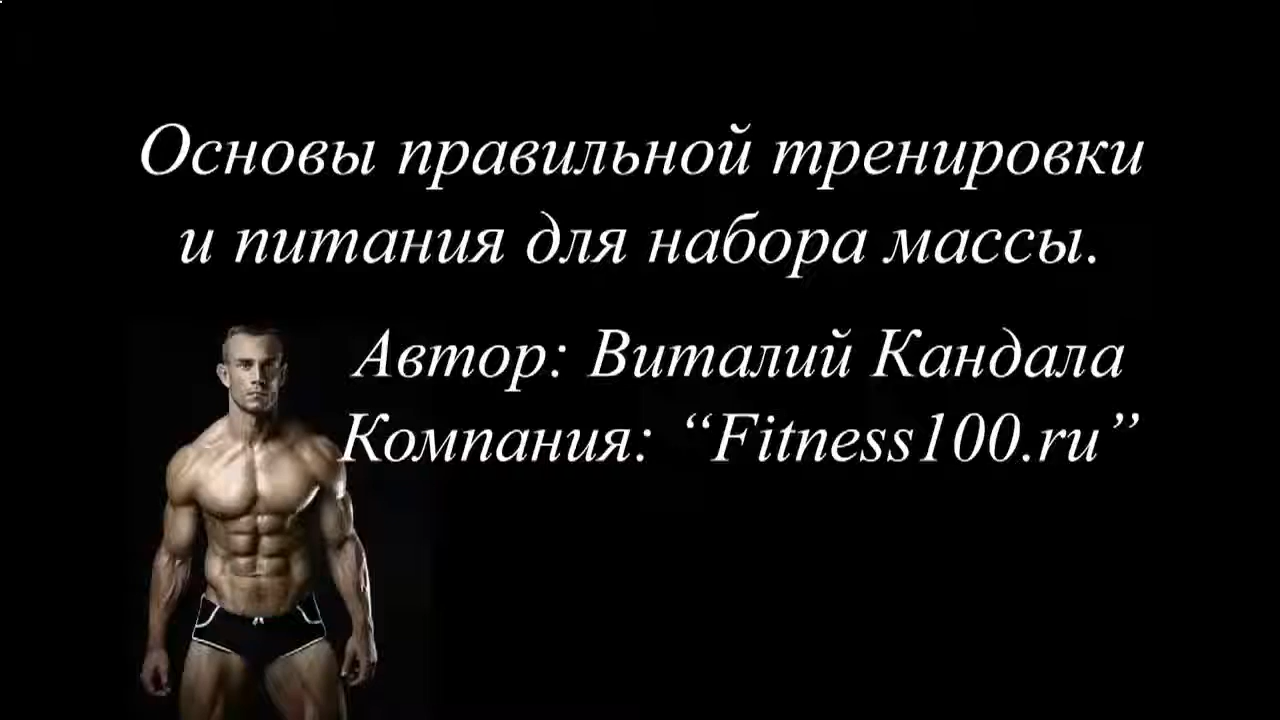 Основы правильной тренировки
и питания для набора массы.
Автор: Виталий Кандала
Компания: “Fitness100.ru”